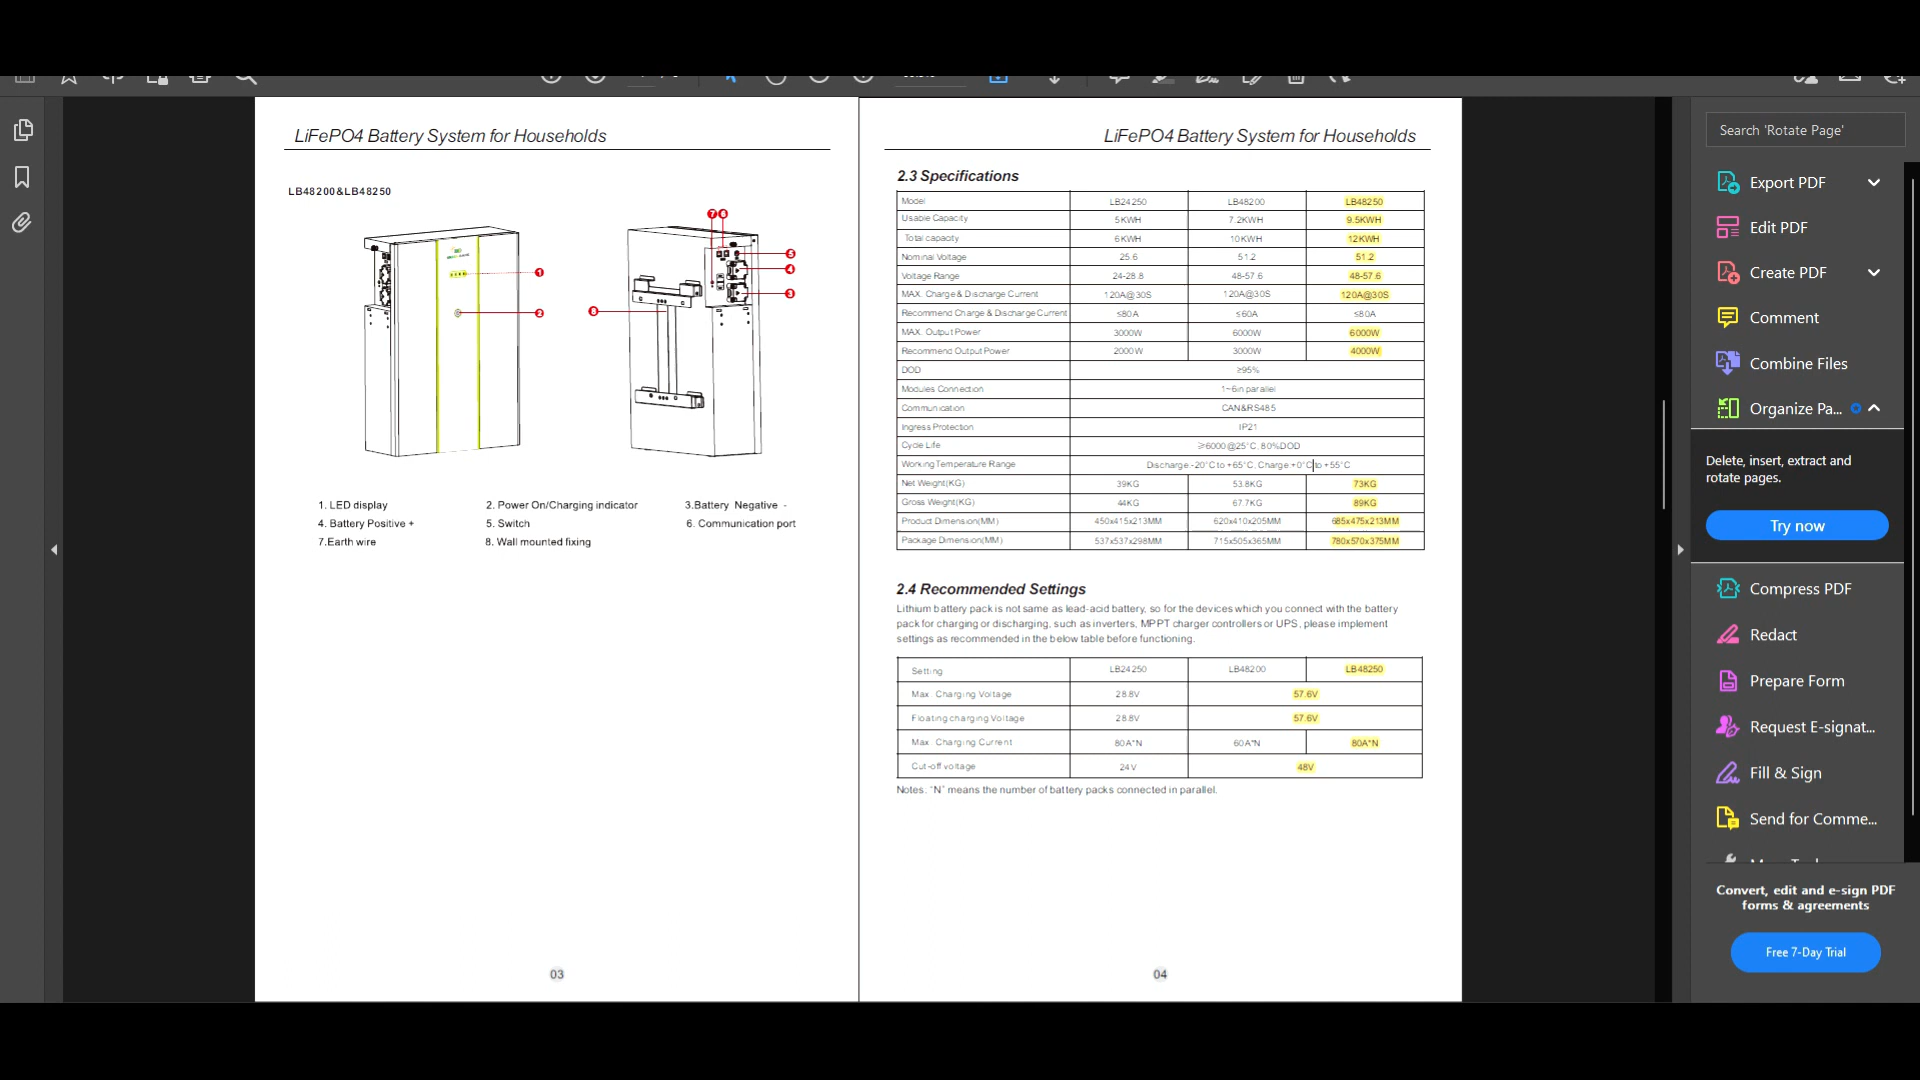 LiFePO4 Battery System for Households
LB48200&LB48250
7 6
5
1
4
3
8
2
1. LED display 2. Power On/Charging indicator 3.Battery Negative -
4. Battery Positive + 5. Switch 6. Communication port
7.Earth wire 8. Wall mounted fixing
03
LiFePO4 Battery System for Households
2.3 Specifications
Model LB24250 LB48200 LB48250
Usable Capacity 5KWH 7.2KWH 9.5KWH
Total capacity 6KWH 10KWH 12KWH
Nominal Voltage 25.6 51.2 51.2
Voltage Range 24-28.8 48-57.6 48-57.6
MAX. Charge & Discharge Current 120A@30S 120A@30S 120A@30S
Recommend Charge & Discharge Current ≤80A ≤60A ≤80A
MAX. Output Power 3000W 6000W 6000W
Recommend Output Power 2000W 3000W 4000W
DOD ≥95%
Modules Connection 1~6in parallel
Communication CAN&RS485
Ingress Protection IP21
Cycle Life ≥6000@25°C, 80%DOD
Working Temperature Range Discharge:-20°C to +65°C, Charge:+0°C to +55°C
Net Weight(KG) 39KG 53.8KG 73KG
Gross Weight(KG) 44KG 67.7KG 89KG
Product Dimension(MM) 450x415x213MM 620x410x205MM 685x475x213MM
Package Dimension(MM) 537x537x298MM 715x505x365MM 780x570x375MM
2.4 Recommended Settings
Lithium battery pack is not same as lead-acid battery, so for the devices which you connect with the battery
pack for charging or discharging, such as inverters, MPPT charger controllers or UPS, please implement
settings as recommended in the below table before functioning.
Setting LB24250 LB48200 LB48250
Max. Charging Voltage 28.8V 57.6V
Floating charging Voltage 28.8V 57.6V
Max. Charging Current 80A*N 60A*N 80A*N
Cut-off voltage 24V 48V
Notes. "N" means the number of battery packs connected in parallel.
04
Search 'Rotate Page'
Export PDF
Edit PDF
Create PDF
Comment
Combine Files
Organize Pa...
Delete, insert, extract and
rotate pages.
Try now
Compress PDF
Redact
Prepare Form
Request E-signat...
Fill & Sign
Send for Comme...
Convert, edit and e-sign PDF
forms & agreements
Free 7-Day Trial